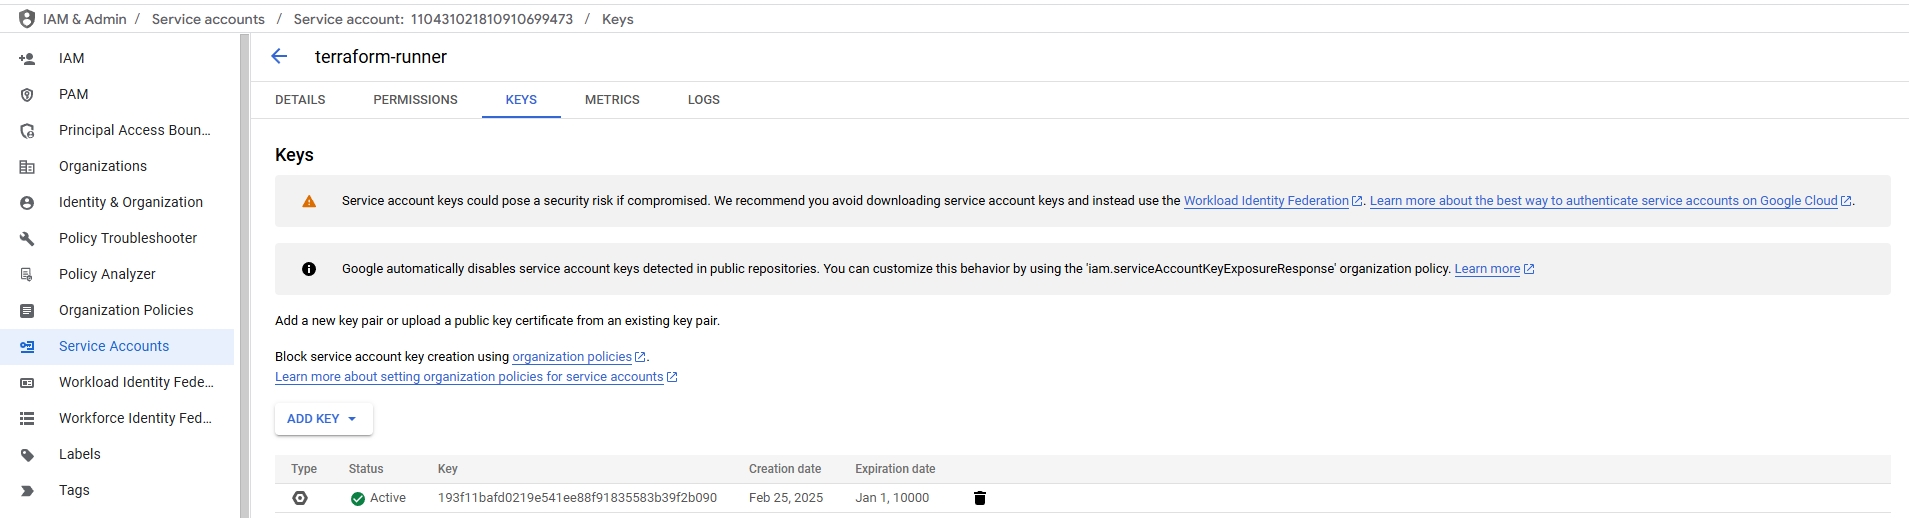 IAM & Admin / Service accounts / Service account: 110431021810910699473 / Keys
IAM
PAM
Principal Access Boun...
Organizations
Identity & Organization
Policy Troubleshooter
Policy Analyzer
Organization Policies
Service Accounts
Workload Identity Fede...
Workforce Identity Fed...
Labels
Tags
terraform-runner
DETAILS PERMISSIONS KEYS METRICS LOGS
Keys
Service account keys could pose a security risk if compromised. We recommend you avoid downloading service account keys and instead use the Workload Identity Federation. Learn more about the best way to authenticate service accounts on Google Cloud.
Google automatically disables service account keys detected in public repositories. You can customize this behavior by using the 'iam.serviceAccountKeyExposureResponse' organization policy. Learn more
Add a new key pair or upload a public key certificate from an existing key pair.
Block service account key creation using organization policies.
Learn more about setting organization policies for service accounts
ADD KEY
Type Status Key Creation date Expiration date
Active 193f11bafd0219e541ee88f91835583b39f2b090 Feb 25, 2025 Jan 1, 10000